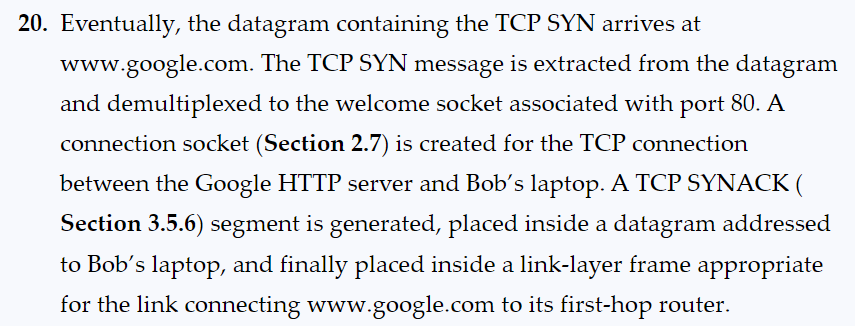 20. Eventually, the datagram containing the TCP SYN arrives at
www.google.com. The TCP SYN message is extracted from the datagram
and demultiplexed to the welcome socket associated with port 80. A
connection socket (Section 2.7) is created for the TCP connection
between the Google HTTP server and Bob’s laptop. A TCP SYNACK (
Section 3.5.6) segment is generated, placed inside a datagram addressed
to Bob’s laptop, and finally placed inside a link-layer frame appropriate
for the link connecting www.google.com to its first-hop router.